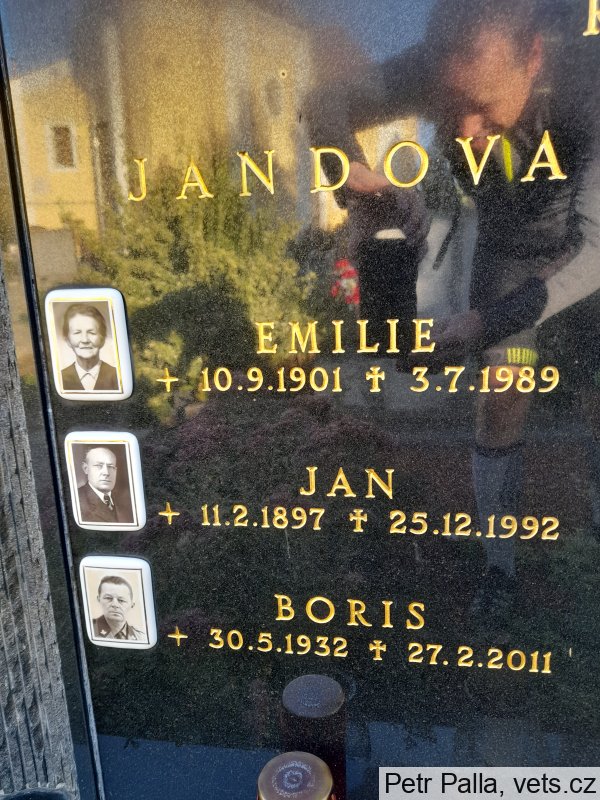 JANDOVA
EMILIE
10.9.1901 ✝ 3.7.1989
JAN
11.2.1897 ✝ 25.12.1992
BORIS
30.5.1932 ✝ 27.2.2011
Petr Palla, vets.cz